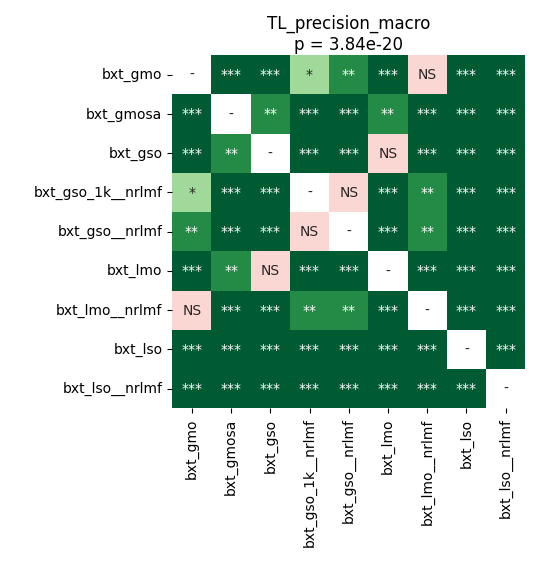 TL_precision_macro
p = 3.84e-20
bxt_gmo - *** *** * ** *** NS *** ***
bxt_gmosa *** - ** *** *** ** *** *** ***
bxt_gso *** ** - *** *** NS *** *** ***
bxt_gso_1k__nrlmf * *** *** - NS *** ** *** ***
bxt_gso__nrlmf ** *** *** NS - *** ** *** ***
bxt_lmo *** ** NS *** *** - *** *** ***
bxt_lmo__nrlmf NS *** *** ** ** *** - *** ***
bxt_lso *** *** *** *** *** *** *** - ***
bxt_lso__nrlmf *** *** *** *** *** *** *** *** -
bxt_gmo
bxt_gmosa
bxt_gso
bxt_gso_1k__nrlmf
bxt_gso__nrlmf
bxt_lmo
bxt_lmo__nrlmf
bxt_lso
bxt_lso__nrlmf